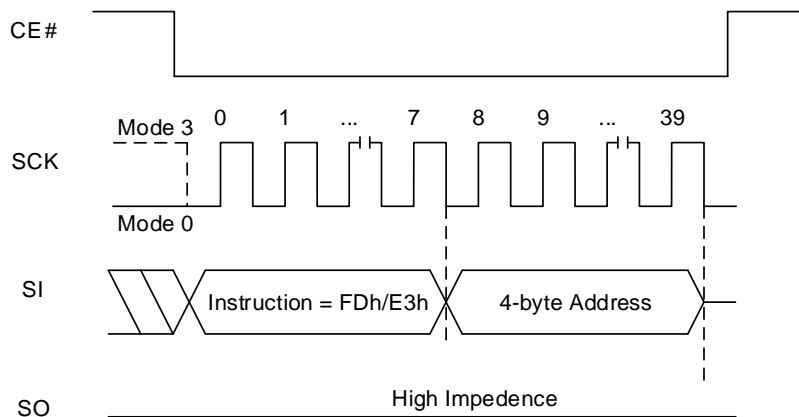 CE#
0 1 ... 7 8 9 ... 39
Mode 3
SCK
Mode 0
SI
Instruction = FDh/E3h
4-byte Address
High Impedence
SO